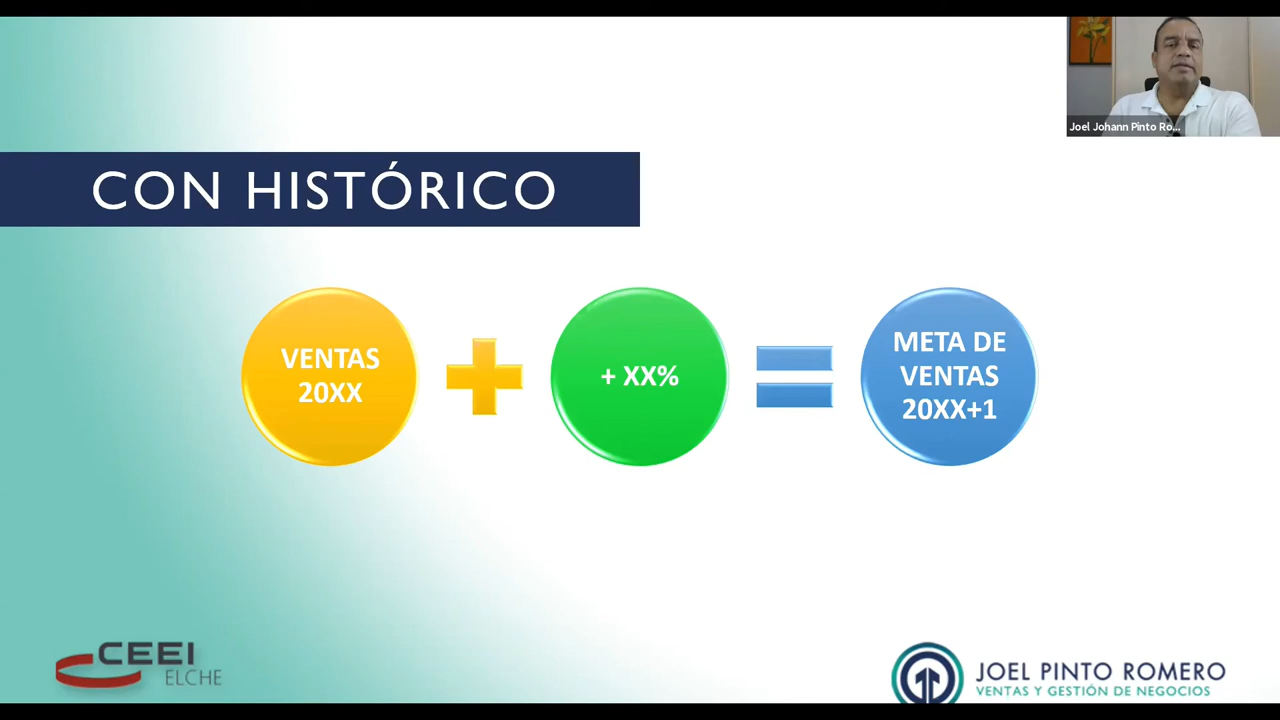 Joel Johann Pinto Ro...
CON HISTÓRICO
VENTAS
20XX
+ XX%
META DE
VENTAS
20XX+1
CEEI
ELCHE
JOEL PINTO ROMERO
VENTAS Y GESTIÓN DE NEGOCIOS